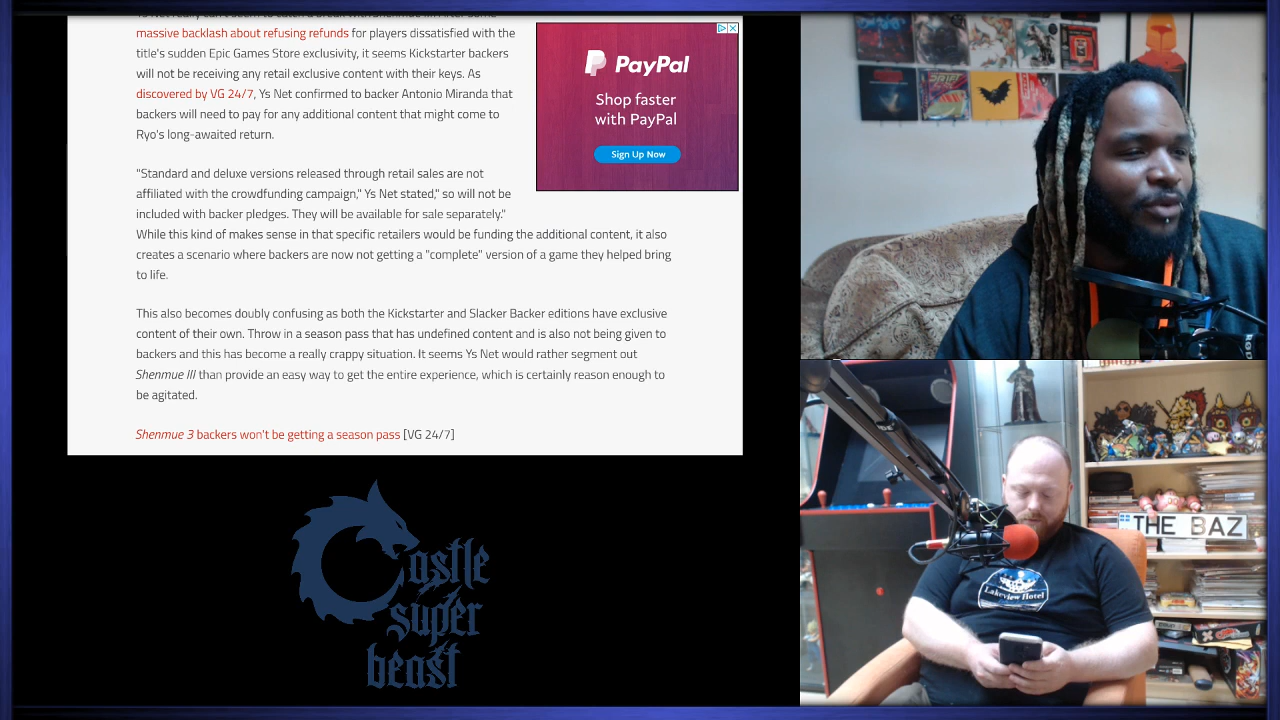 massive backlash about refusing refunds for players dissatisfied with the
title's sudden Epic Games Store exclusivity, it seems Kickstarter backers
will not be receiving any retail exclusive content with their keys. As
discovered by VG 24/7, Ys Net confirmed to backer Antonio Miranda that
backers will need to pay for any additional content that might come to
Ryo's long-awaited return.
"Standard and deluxe versions released through retail sales are not
affiliated with the crowdfunding campaign," Ys Net stated," so will not be
included with backer pledges. They will be available for sale separately."
While this kind of makes sense in that specific retailers would be funding the additional content, it also
creates a scenario where backers are now not getting a "complete" version of a game they helped bring
to life.
This also becomes doubly confusing as both the Kickstarter and Slacker Backer editions have exclusive
content of their own. Throw in a season pass that has undefined content and is also not being given to
backers and this has become a really crappy situation. It seems Ys Net would rather segment out
Shenmue III than provide an easy way to get the entire experience, which is certainly reason enough to
be agitated.
Shenmue 3 backers won't be getting a season pass [VG 24/7]
PayPal
Shop faster
with PayPal
Sign Up Now
Castle
super
beast
THE BAZ
Lakeview Hotel